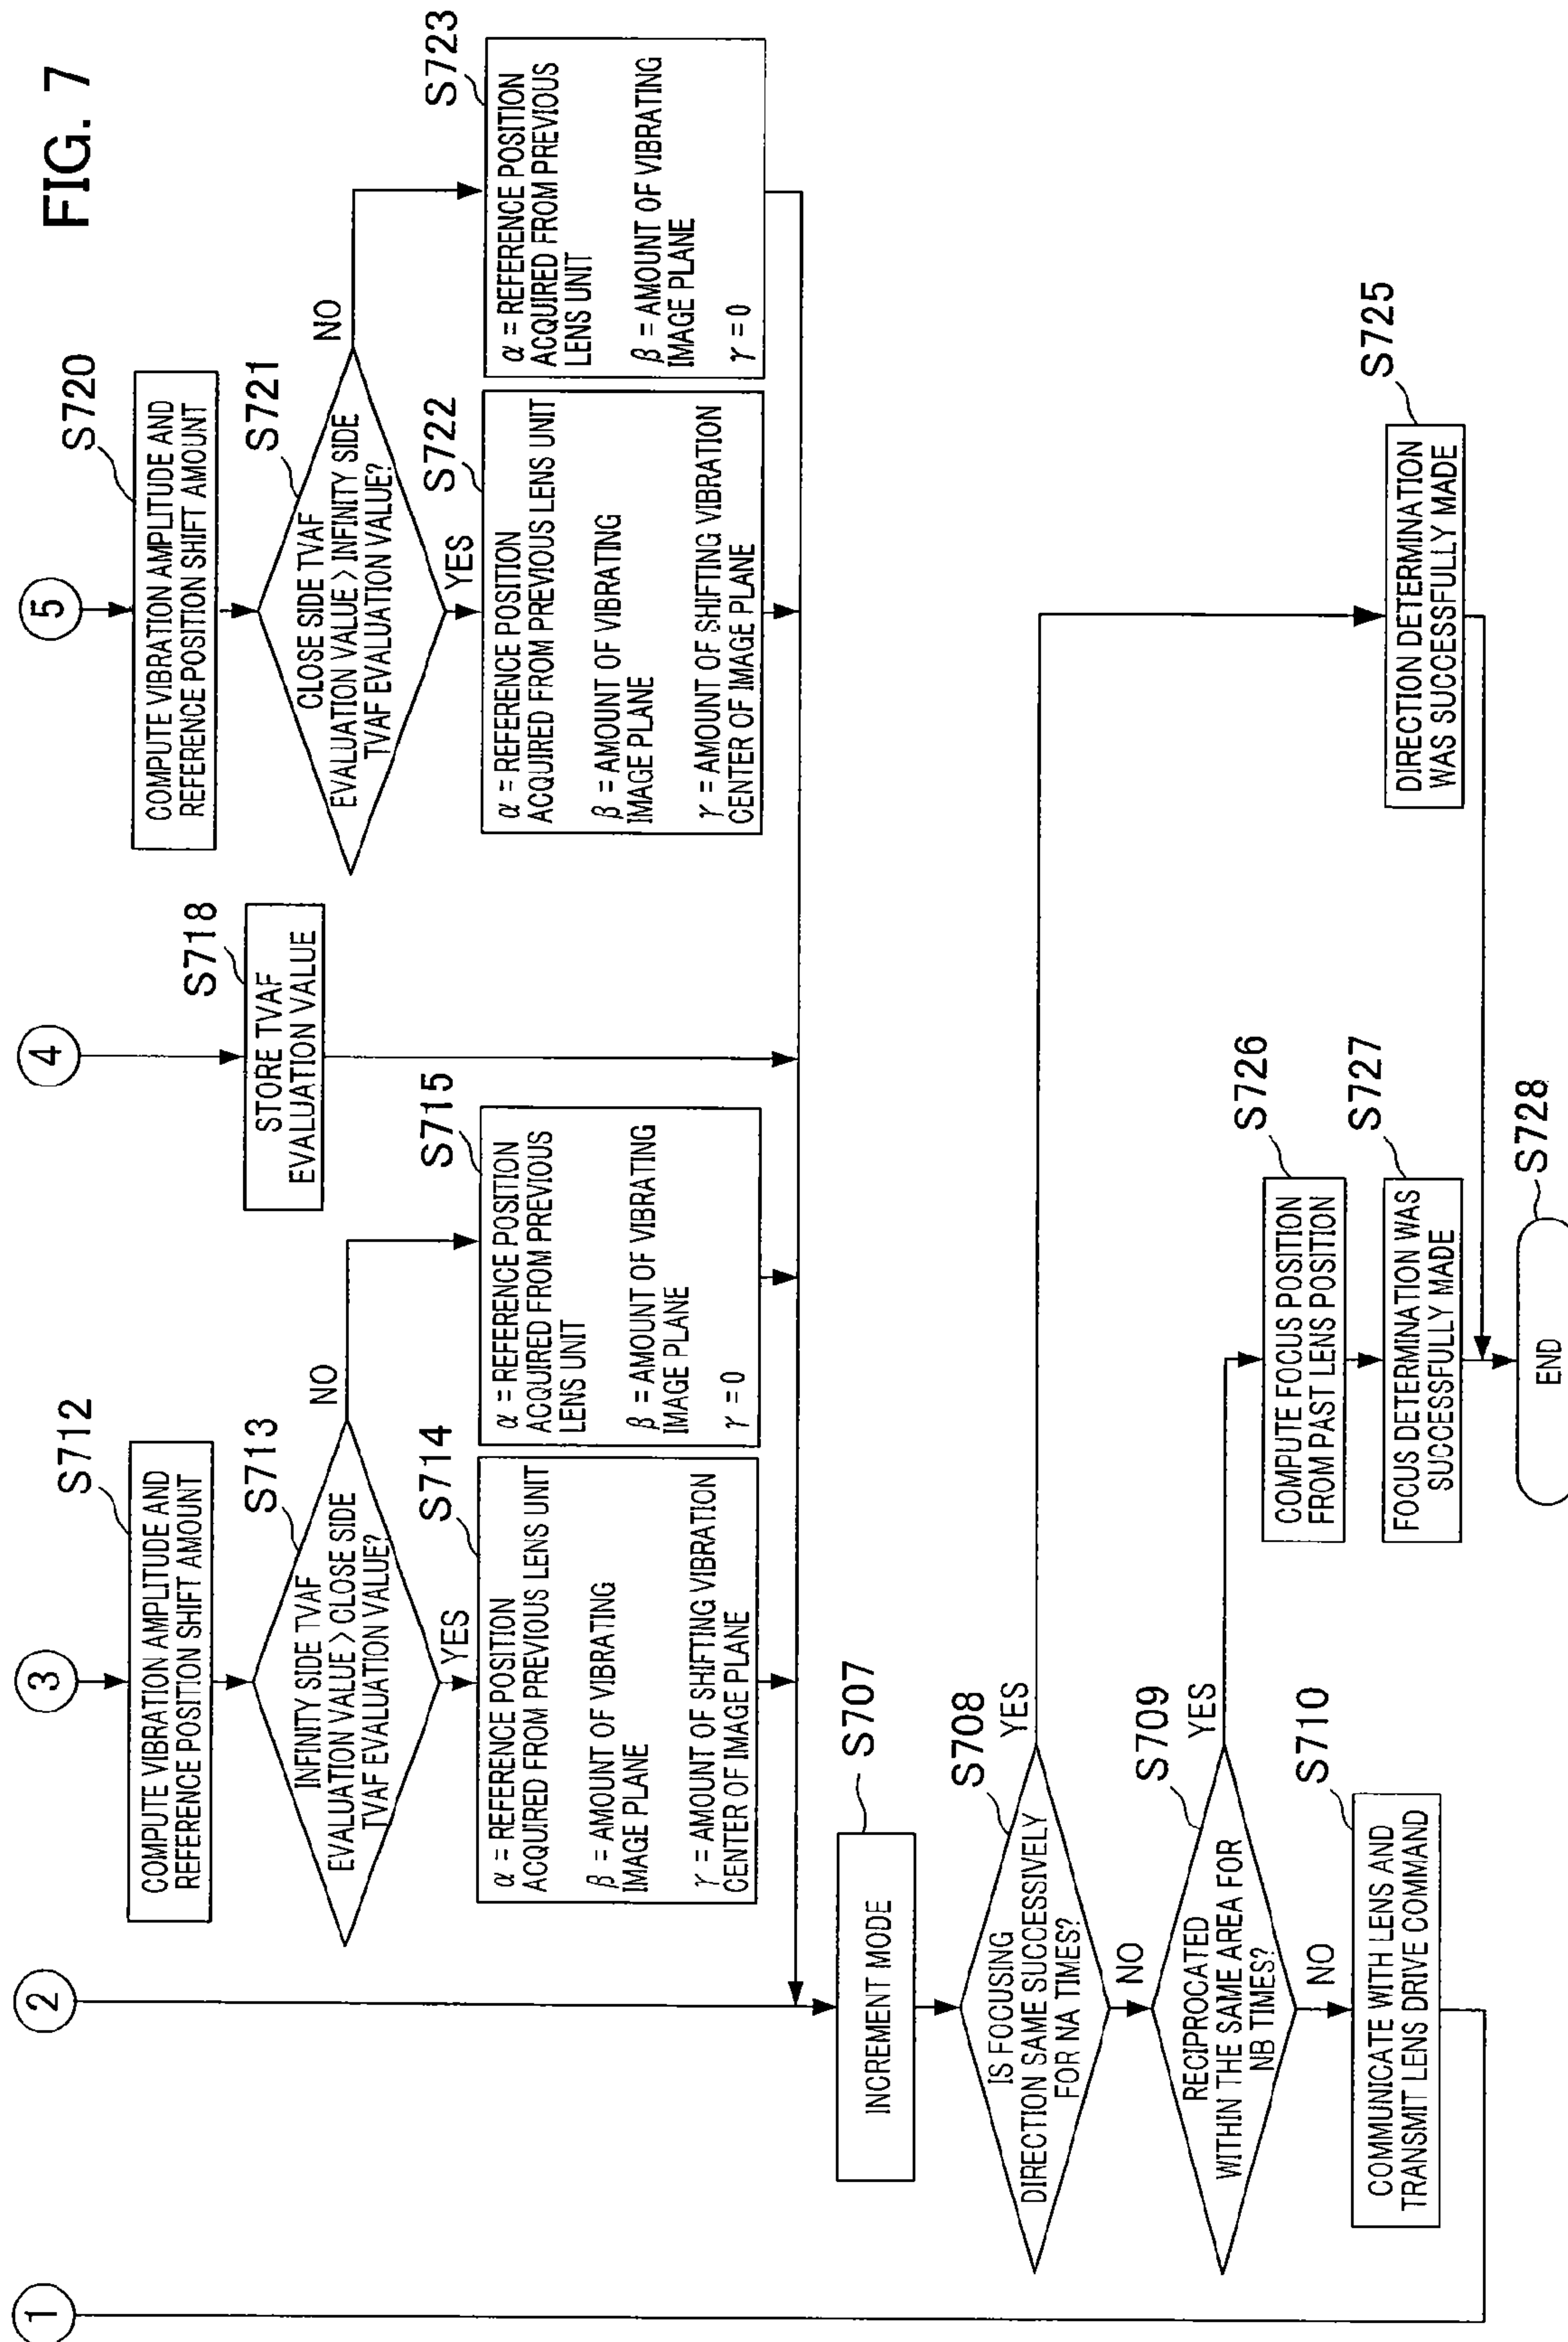 FIG. 7
1
2
3
4
5
S712
COMPUTE VIBRATION AMPLITUDE AND
REFERENCE POSITION SHIFT AMOUNT
S713
INFINITY SIDE TVAF
EVALUATION VALUE > CLOSE SIDE
TVAF EVALUATION VALUE?
YES
NO
S714
α = REFERENCE POSITION
ACQUIRED FROM PREVIOUS LENS UNIT
β = AMOUNT OF VIBRATING
IMAGE PLANE
γ = AMOUNT OF SHIFTING VIBRATION
CENTER OF IMAGE PLANE
S715
α = REFERENCE POSITION
ACQUIRED FROM PREVIOUS
LENS UNIT
β = AMOUNT OF VIBRATING
IMAGE PLANE
γ = 0
S718
STORE TVAF
EVALUATION VALUE
S720
COMPUTE VIBRATION AMPLITUDE AND
REFERENCE POSITION SHIFT AMOUNT
S721
CLOSE SIDE TVAF
EVALUATION VALUE > INFINITY SIDE
TVAF EVALUATION VALUE?
YES
NO
S722
α = REFERENCE POSITION
ACQUIRED FROM PREVIOUS LENS UNIT
β = AMOUNT OF VIBRATING
IMAGE PLANE
γ = AMOUNT OF SHIFTING VIBRATION
CENTER OF IMAGE PLANE
S723
α = REFERENCE POSITION
ACQUIRED FROM PREVIOUS
LENS UNIT
β = AMOUNT OF VIBRATING
IMAGE PLANE
γ = 0
S707
INCREMENT MODE
S708
IS FOCUSING
DIRECTION SAME SUCCESSIVELY
FOR NA TIMES?
YES
NO
S709
RECIPROCATED
WITHIN THE SAME AREA FOR
NB TIMES?
YES
NO
S710
COMMUNICATE WITH LENS AND
TRANSMIT LENS DRIVE COMMAND
S726
COMPUTE FOCUS POSITION
FROM PAST LENS POSITION
S727
FOCUS DETERMINATION WAS
SUCCESSFULLY MADE
S725
DIRECTION DETERMINATION
WAS SUCCESSFULLY MADE
S728
END